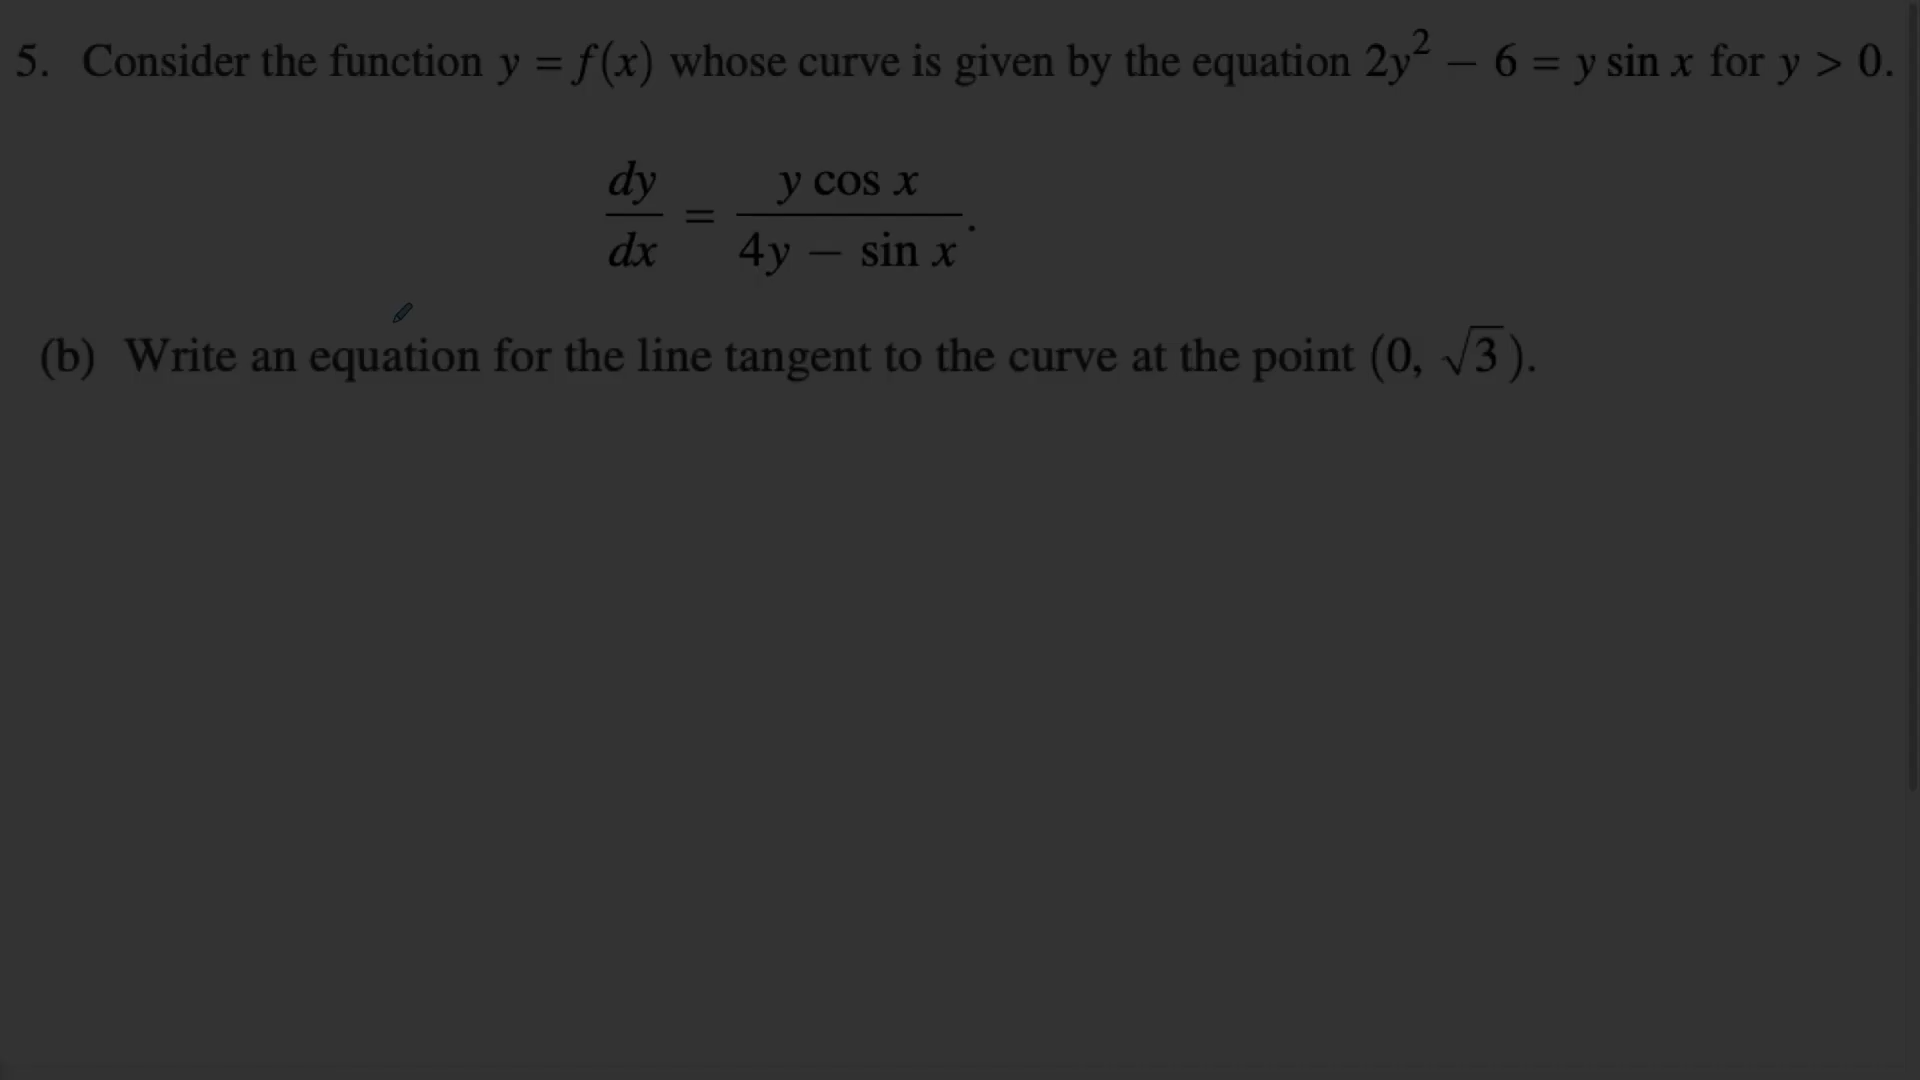 5. Consider the function y = f(x) whose curve is given by the equation 2y² − 6 = y sin x for y > 0.
dy/dx = y cos x / 4y − sin x.
(b) Write an equation for the line tangent to the curve at the point (0, √3).